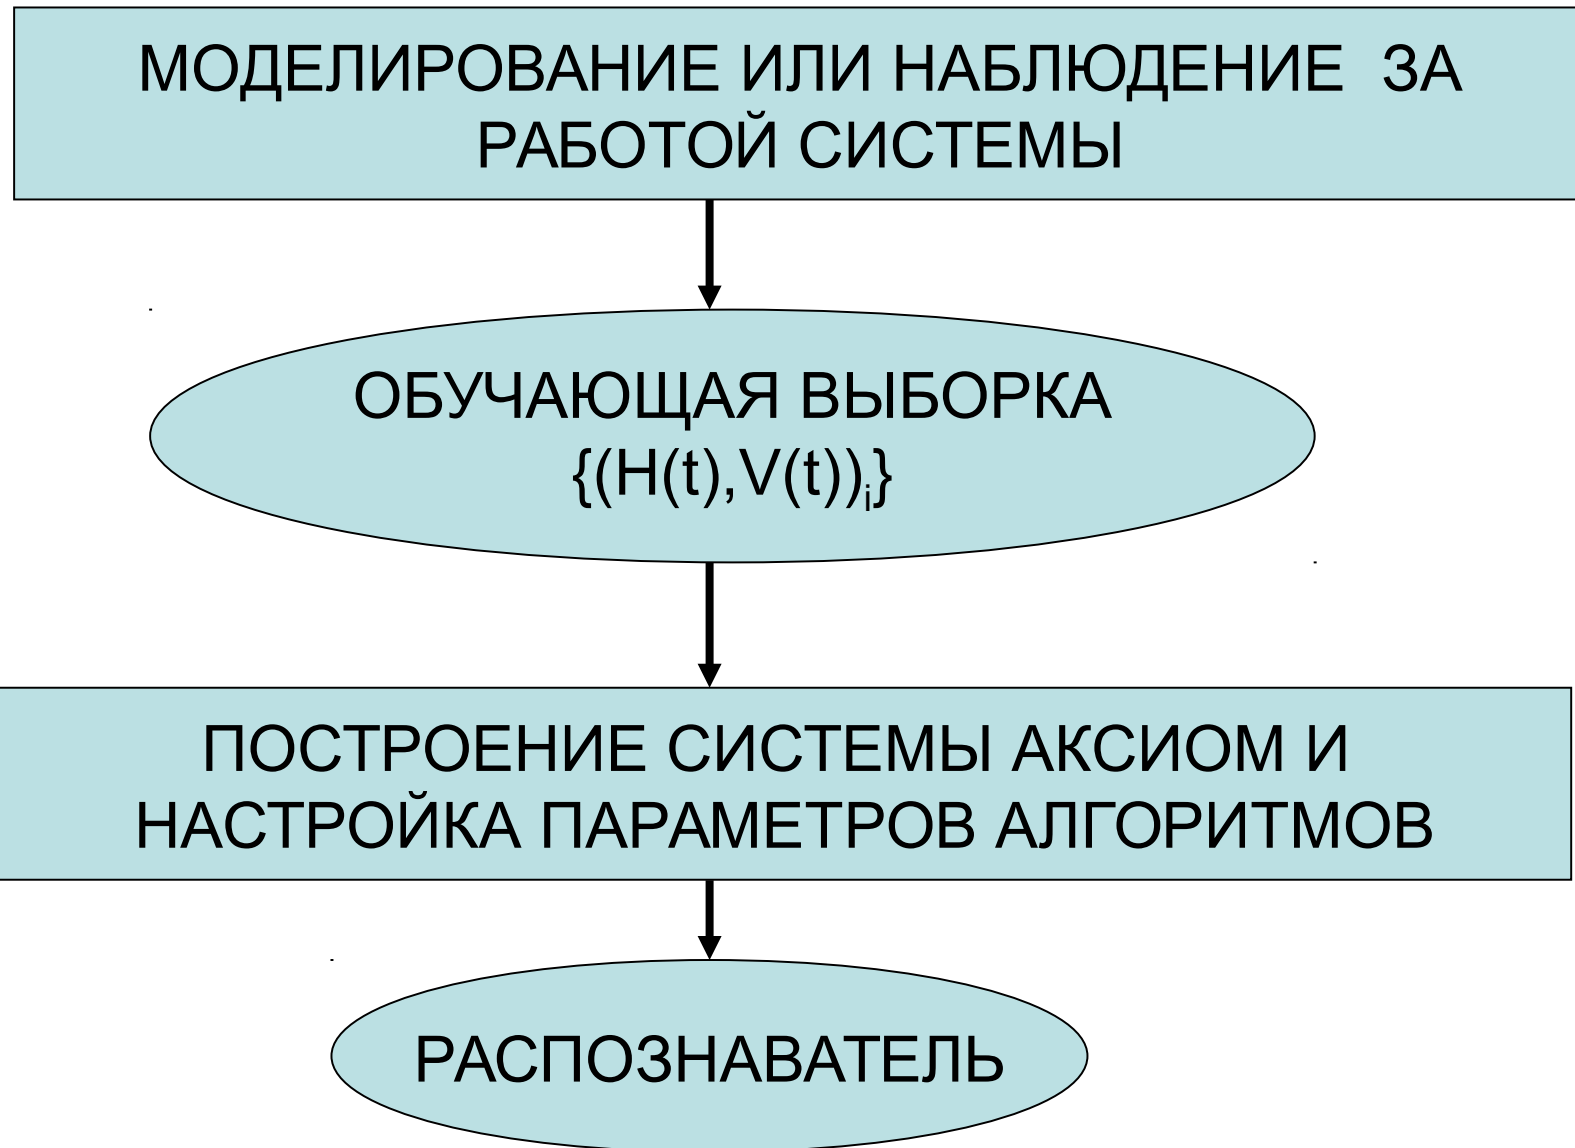 МОДЕЛИРОВАНИЕ ИЛИ НАБЛЮДЕНИЕ ЗА
РАБОТОЙ СИСТЕМЫ
ОБУЧАЮЩАЯ ВЫБОРКА
{(H(t),V(t))i}
ПОСТРОЕНИЕ СИСТЕМЫ АКСИОМ И
НАСТРОЙКА ПАРАМЕТРОВ АЛГОРИТМОВ
РАСПОЗНАВАТЕЛЬ